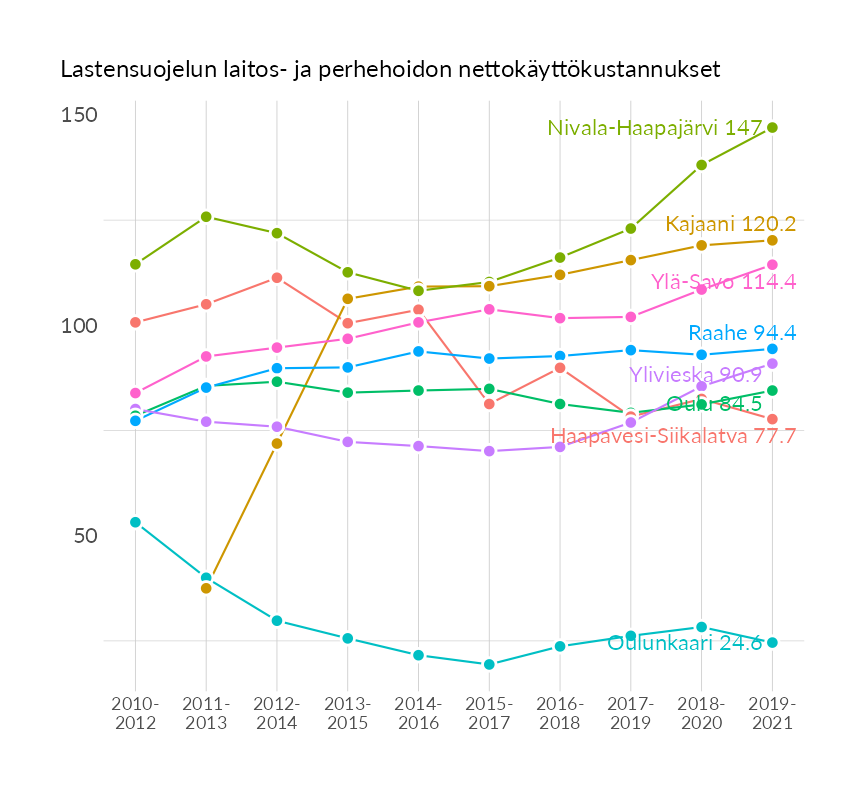 Lastensuojelun laitos- ja perhehoidon nettokäyttökustannukset
150
Nivala-Haapajärvi 147
Kajaani 120.2
Ylä-Savo 114.4
100
Raahe 94.4
Ylivieska 90.9
Oulu 84.5
Haapavesi-Siikalatva 77.7
50
Oulunkaari 24.6
2010- 2011- 2012- 2013- 2014- 2015- 2016- 2017- 2018- 2019-
2012 2013 2014 2015 2016 2017 2018 2019 2020 2021